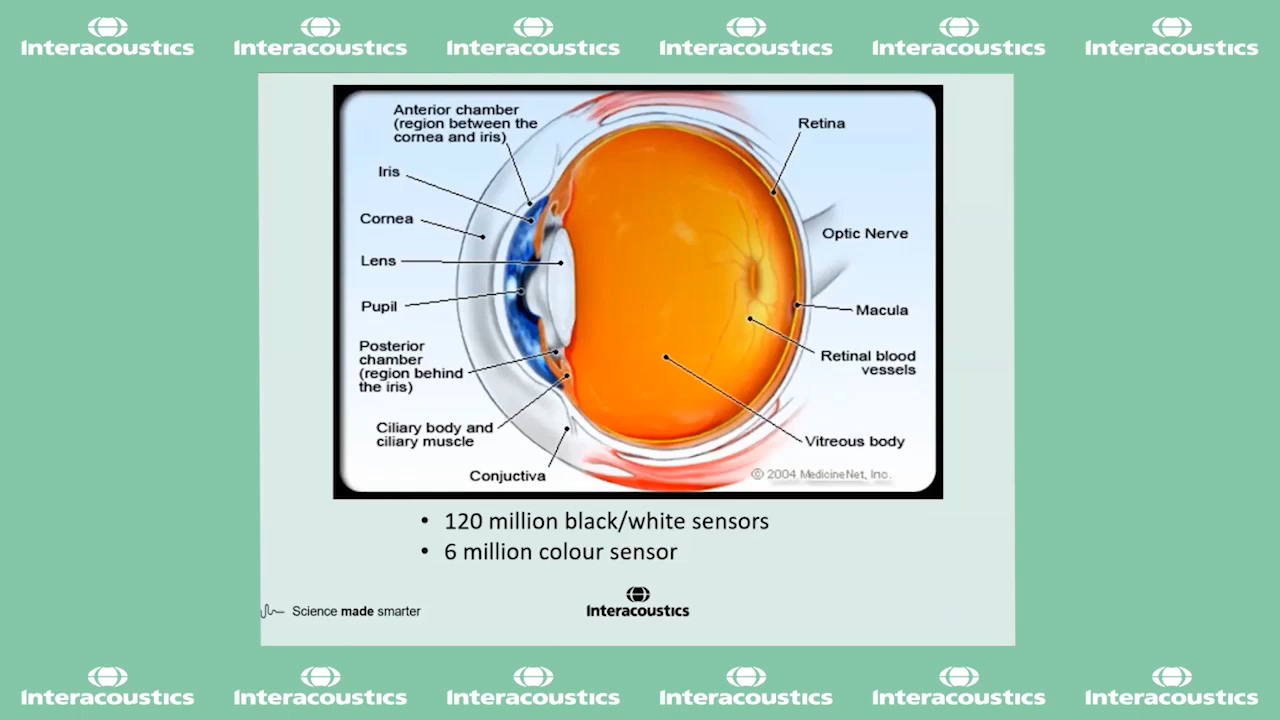 Interacoustics Interacoustics Interacoustics Interacoustics Interacoustics Interacoustics
Anterior chamber
(region between the
cornea and iris)
Iris
Cornea
Lens
Pupil
Posterior
chamber
(region behind
the iris)
Ciliary body and
ciliary muscle
Conjuctiva
Retina
Optic Nerve
Macula
Retinal blood
vessels
Vitreous body
© 2004 MedicineNet, Inc.
• 120 million black/white sensors
• 6 million colour sensor
Science made smarter
Interacoustics
Interacoustics Interacoustics Interacoustics Interacoustics Interacoustics Interacoustics